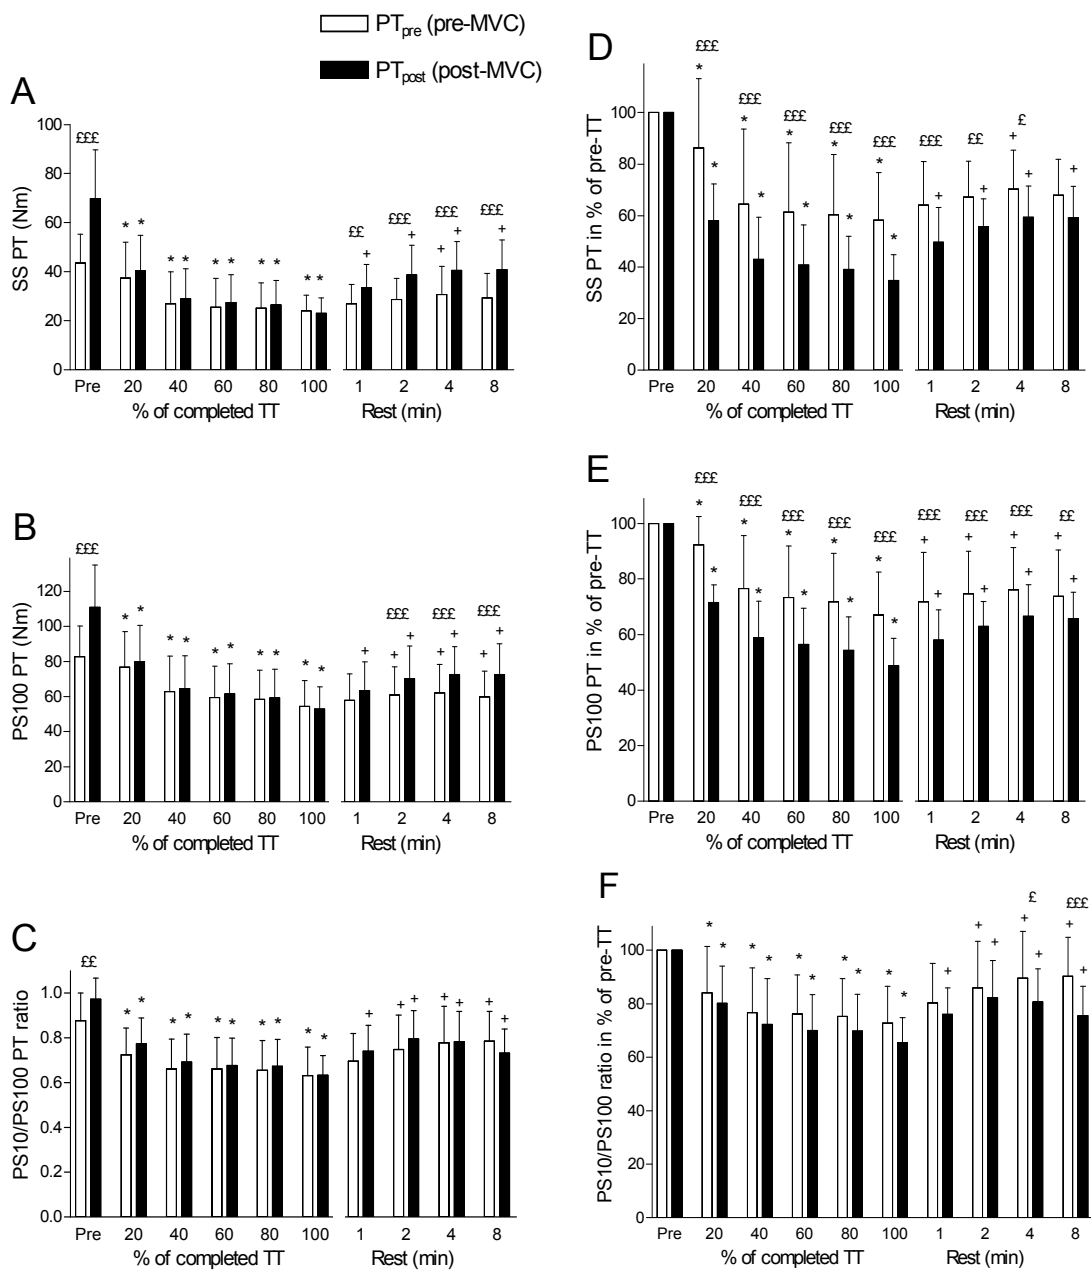 PTpre (pre-MVC)
PTpost (post-MVC)
A
£££
* * * * * * * * * *
££ £££ £££ £££
+ + + + + +
SS PT (Nm)
100
80
60
40
20
0
Pre 20 40 60 80 100 1 2 4 8
% of completed TT Rest (min)
B
£££
* * * * * * * * * *
£££ £££ £££
+ + + + + + +
PS100 PT (Nm)
120
100
80
60
40
20
0
Pre 20 40 60 80 100 1 2 4 8
% of completed TT Rest (min)
C
££
* * * * * * * * * *
+ + + + + + +
PS10/PS100 PT ratio
1.0
0.8
0.6
0.4
0.2
0.0
Pre 20 40 60 80 100 1 2 4 8
% of completed TT Rest (min)
D
£££ £££ £££ £££ £££ £££ ££ £
* * * * * * * * * *
+ + + + +
SS PT in % of pre-TT
100
80
60
40
20
0
Pre 20 40 60 80 100 1 2 4 8
% of completed TT Rest (min)
E
£££ £££ £££ £££ £££ £££ £££ £££ ££
* * * * * * * * * *
+ + + + + + + +
PS100 PT in % of pre-TT
100
80
60
40
20
0
Pre 20 40 60 80 100 1 2 4 8
% of completed TT Rest (min)
F
£ £££
* * * * * * * * * *
+ + + + + + +
PS10/PS100 ratio in % of pre-TT
100
80
60
40
20
0
Pre 20 40 60 80 100 1 2 4 8
% of completed TT Rest (min)